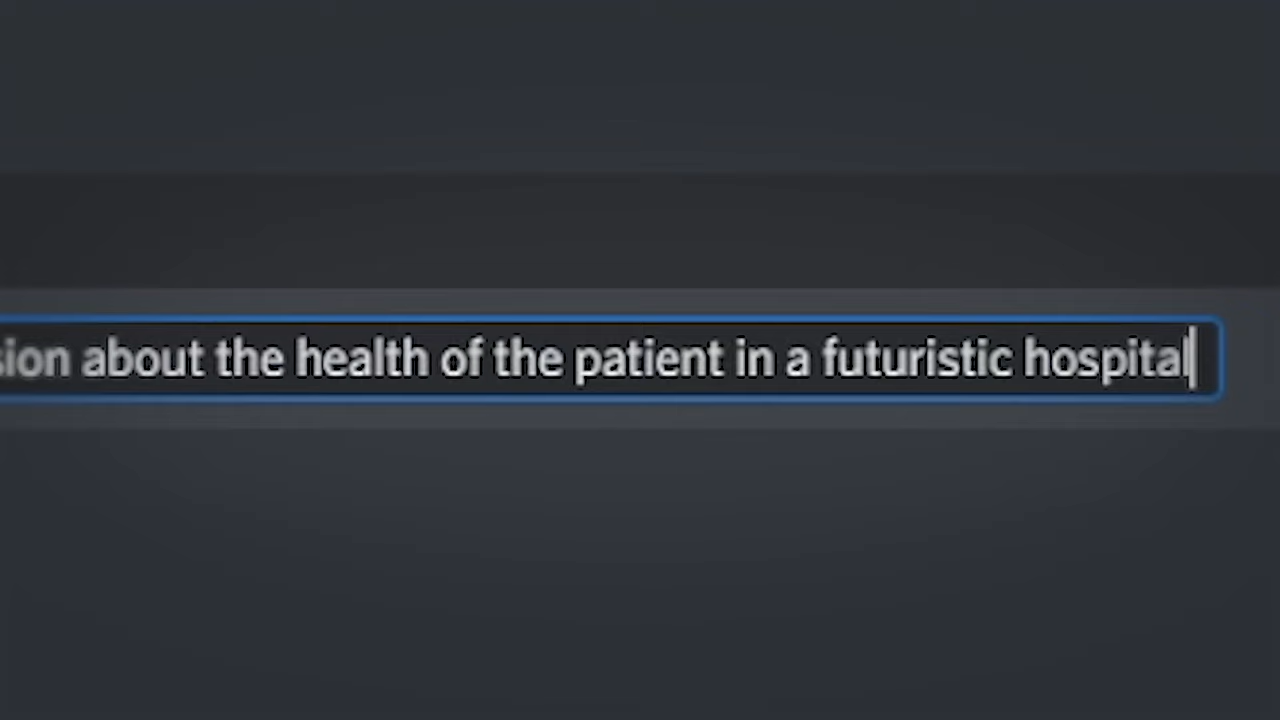 sion about the health of the patient in a futuristic hospital